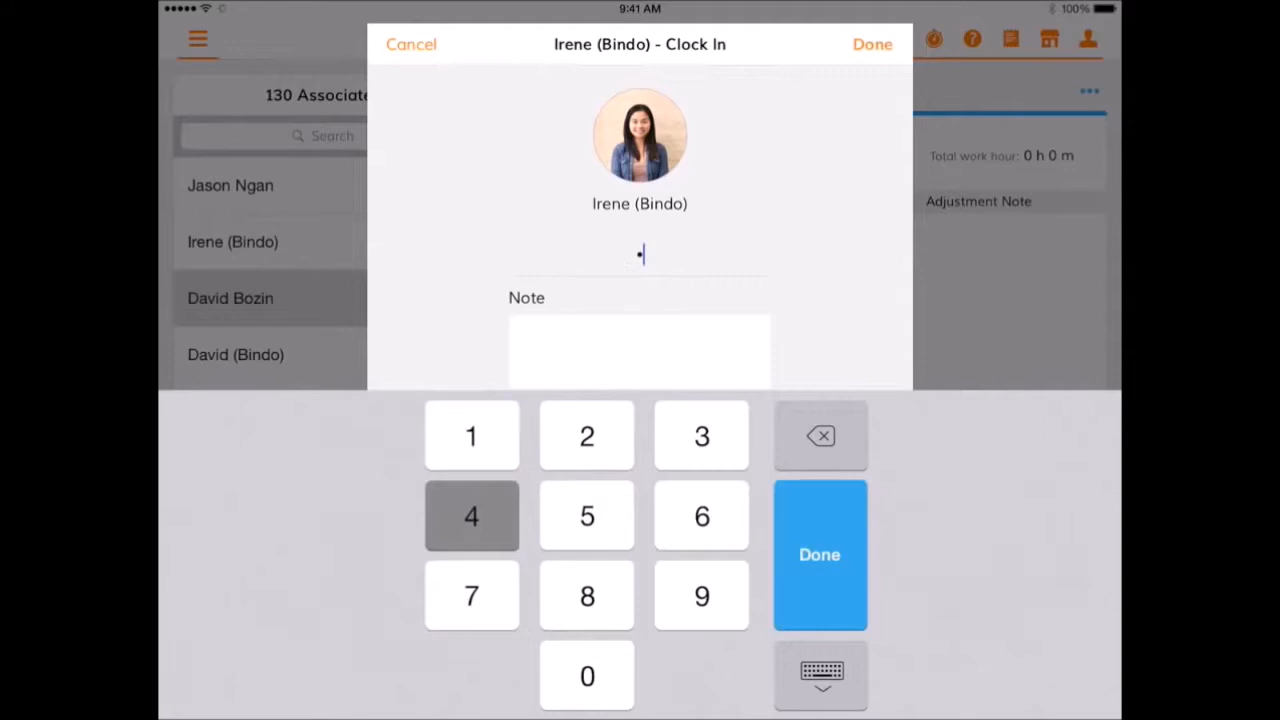 9:41 AM
100%
Cancel
Irene (Bindo) - Clock In
Done
130 Associate
Search
Total work hour: 0 h 0 m
Jason Ngan
Irene (Bindo)
Adjustment Note
Irene (Bindo)
David Bozin
Note
David (Bindo)
1 2 3
4 5 6
Done
7 8 9
0